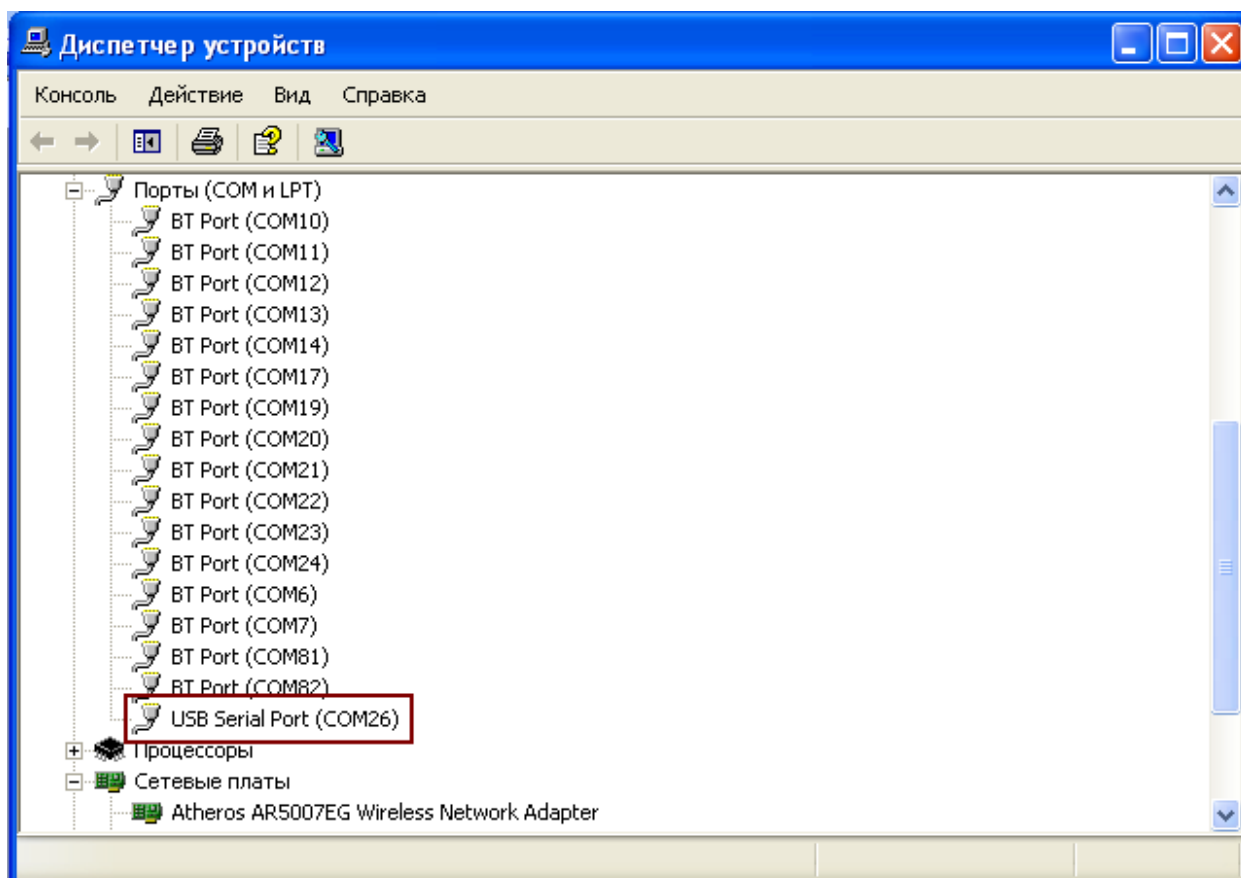 Диспетчер устройств
Консоль Действие Вид Справка
Порты (COM и LPT)
BT Port (COM10)
BT Port (COM11)
BT Port (COM12)
BT Port (COM13)
BT Port (COM14)
BT Port (COM17)
BT Port (COM19)
BT Port (COM20)
BT Port (COM21)
BT Port (COM22)
BT Port (COM23)
BT Port (COM24)
BT Port (COM6)
BT Port (COM7)
BT Port (COM81)
BT Port (COM82)
USB Serial Port (COM26)
Процессоры
Сетевые платы
Atheros AR5007EG Wireless Network Adapter